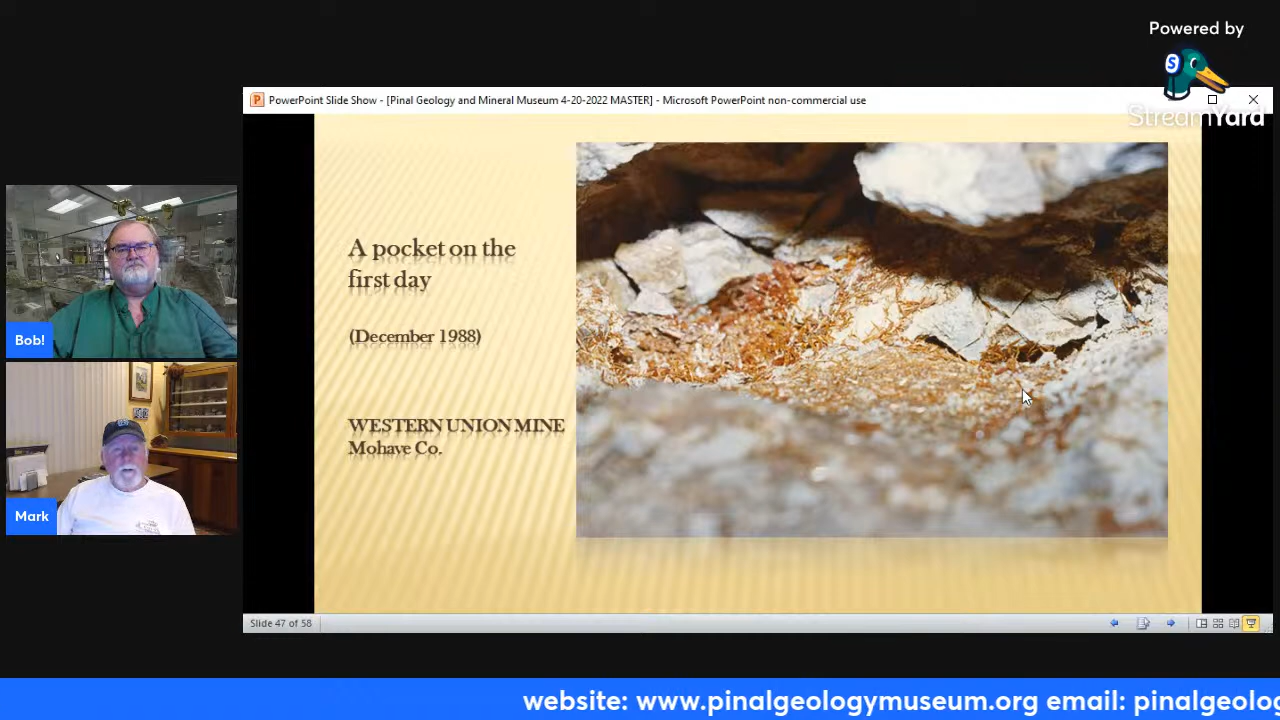 Powered by
StreamYard
PowerPoint Slide Show - [Pinal Geology and Mineral Museum 4-20-2022 MASTER] - Microsoft PowerPoint non-commercial use
A pocket on the
first day
(December 1988)
WESTERN UNION MINE
Mohave Co.
Bob!
Mark
Slide 47 of 58
website: www.pinalgeologymuseum.org email: pinalgeolog